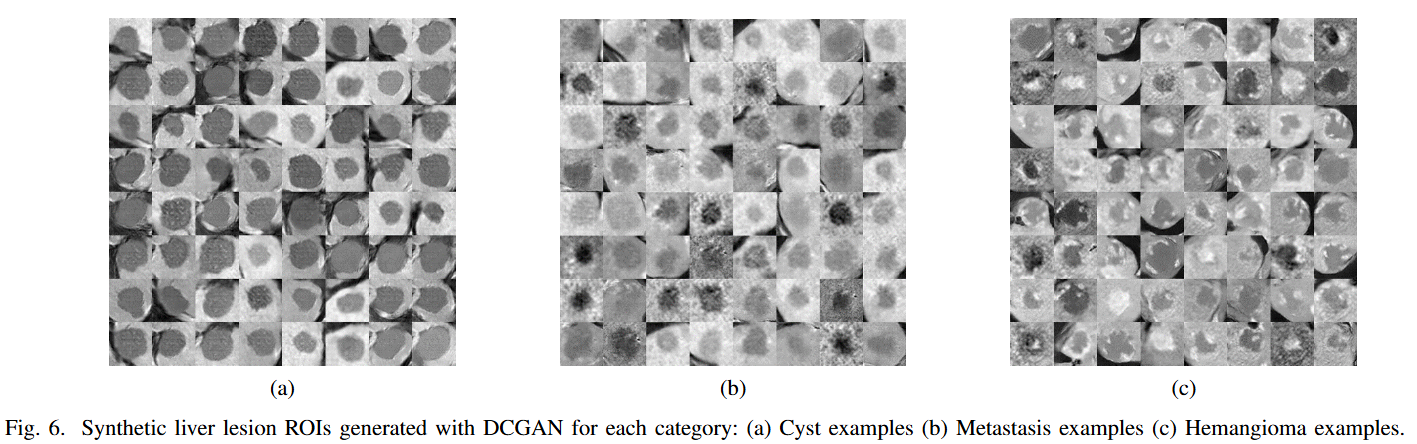 (a) (b) (c)
Fig. 6. Synthetic liver lesion ROIs generated with DCGAN for each category: (a) Cyst examples (b) Metastasis examples (c) Hemangioma examples.